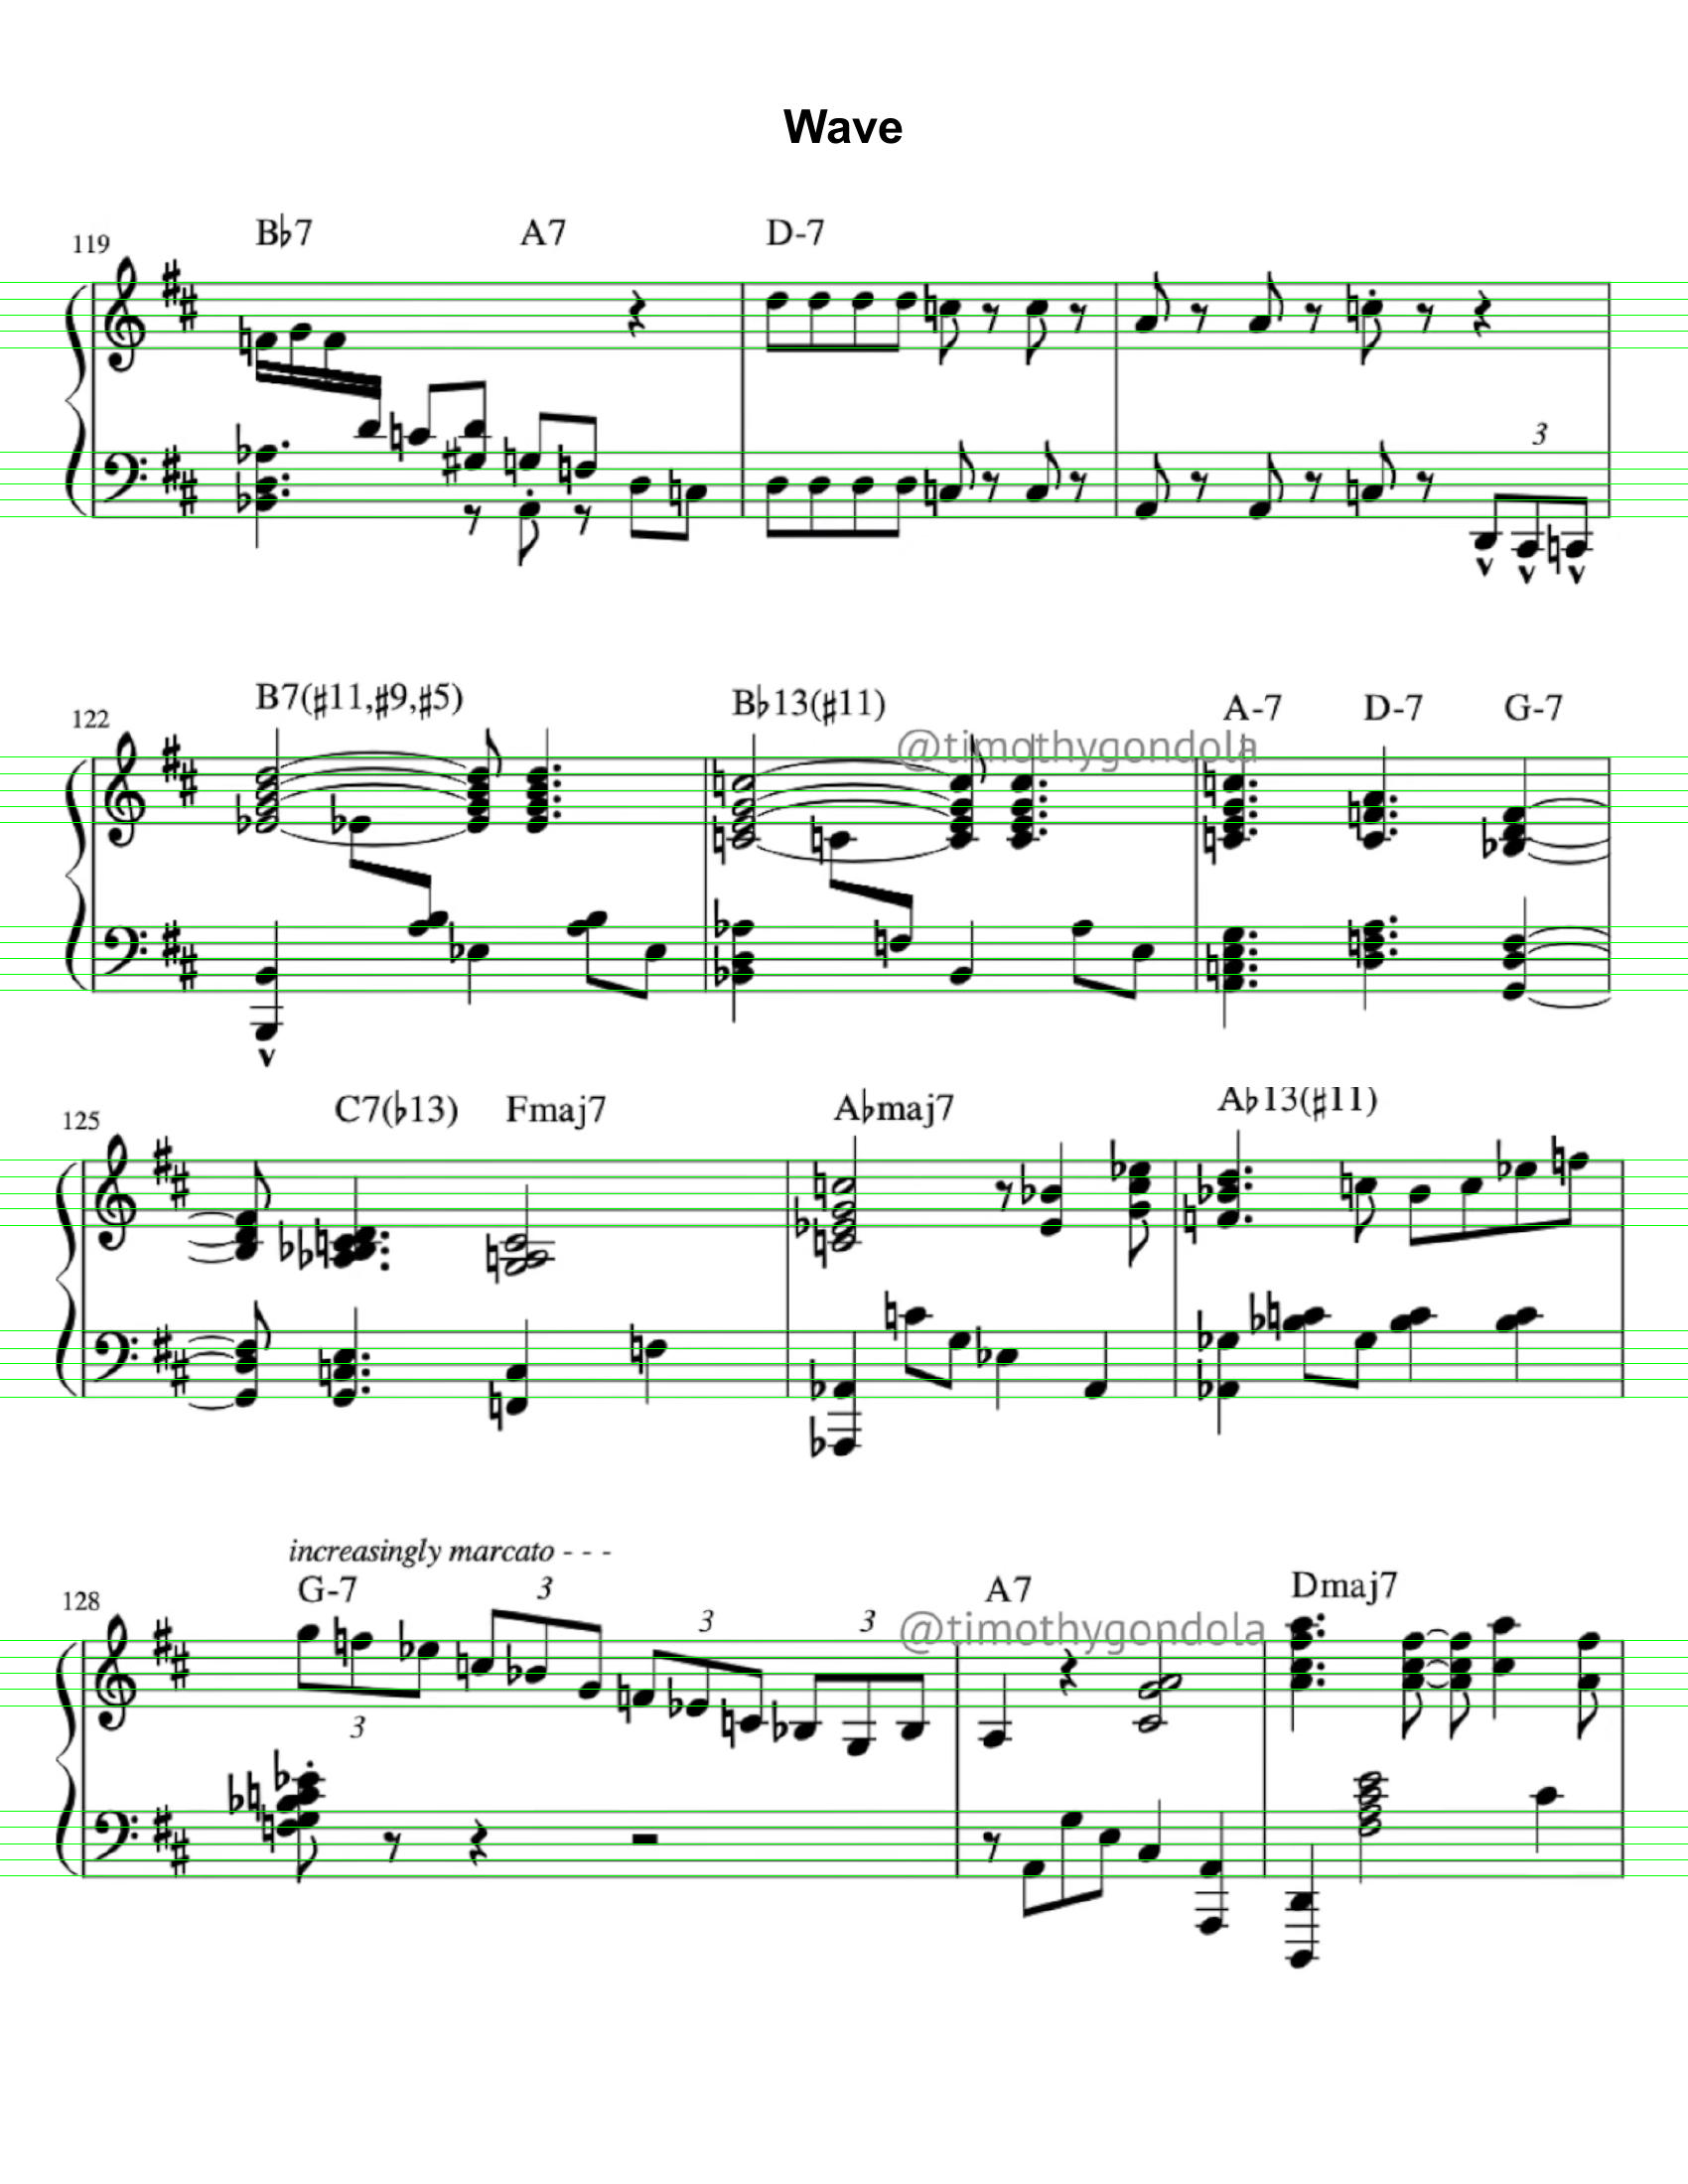 Wave
119 B♭7 A7 D-7
3
122 B7(♯11,♯9,♯5) B♭13(♯11) A-7 D-7 G-7
@timothygondola
125 C7(♭13) Fmaj7 A♭maj7 A♭13(♯11)
increasingly marcato - - -
128 G-7 3 3 3 A7 Dmaj7
@timothygondola
3